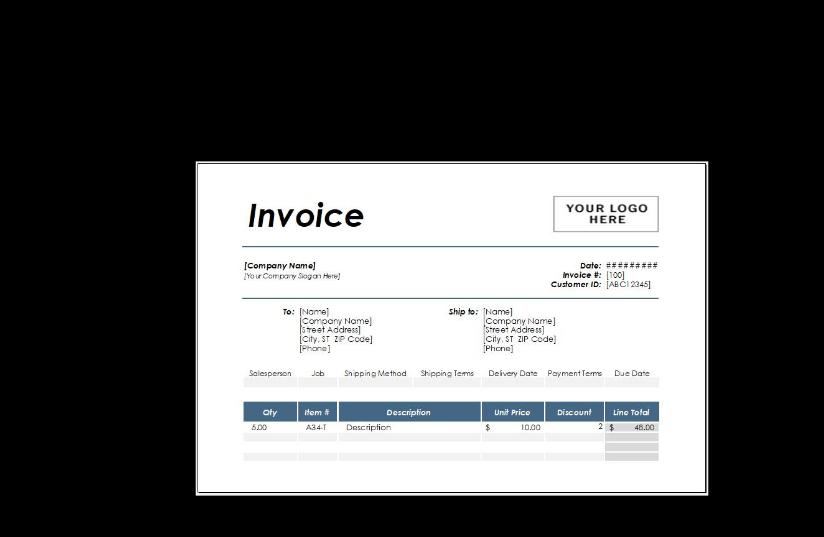 Invoice
YOUR LOGO
HERE
[Company Name]
[Your Company Slogan Here]
Date: #########
Invoice #: [100]
Customer ID: [ABC12345]
To: [Name]
[Company Name]
[Street Address]
[City, ST ZIP Code]
[Phone]
Ship to: [Name]
[Company Name]
[Street Address]
[City, ST ZIP Code]
[Phone]
Salesperson Job Shipping Method Shipping Terms Delivery Date Payment Terms Due Date
Qty Item # Description Unit Price Discount Line Total
5.00 A34-T Description $ 10.00 2 $ 48.00